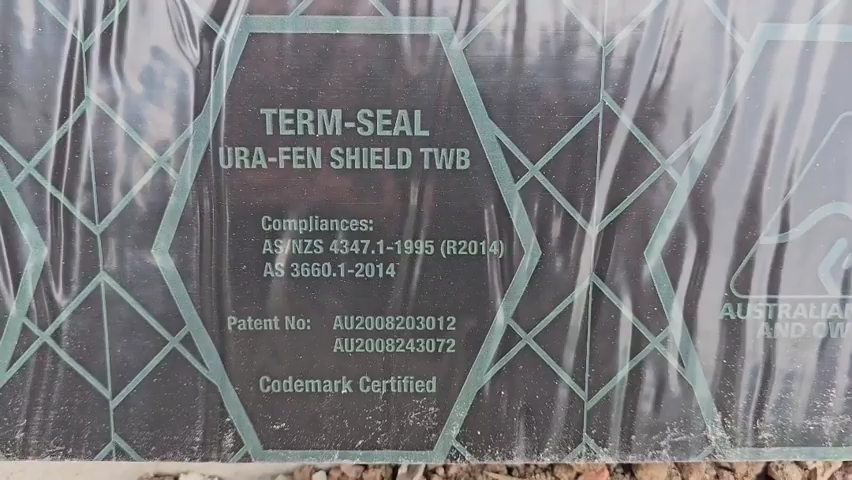 TERM-SEAL
URA-FEN SHIELD TWB
Compliances:
AS/NZS 4347.1-1995 (R2014)
AS 3660.1-2014
Patent No: AU2008203012
AU2008243072
Codemark Certified
AUSTRALIAN
AND OW